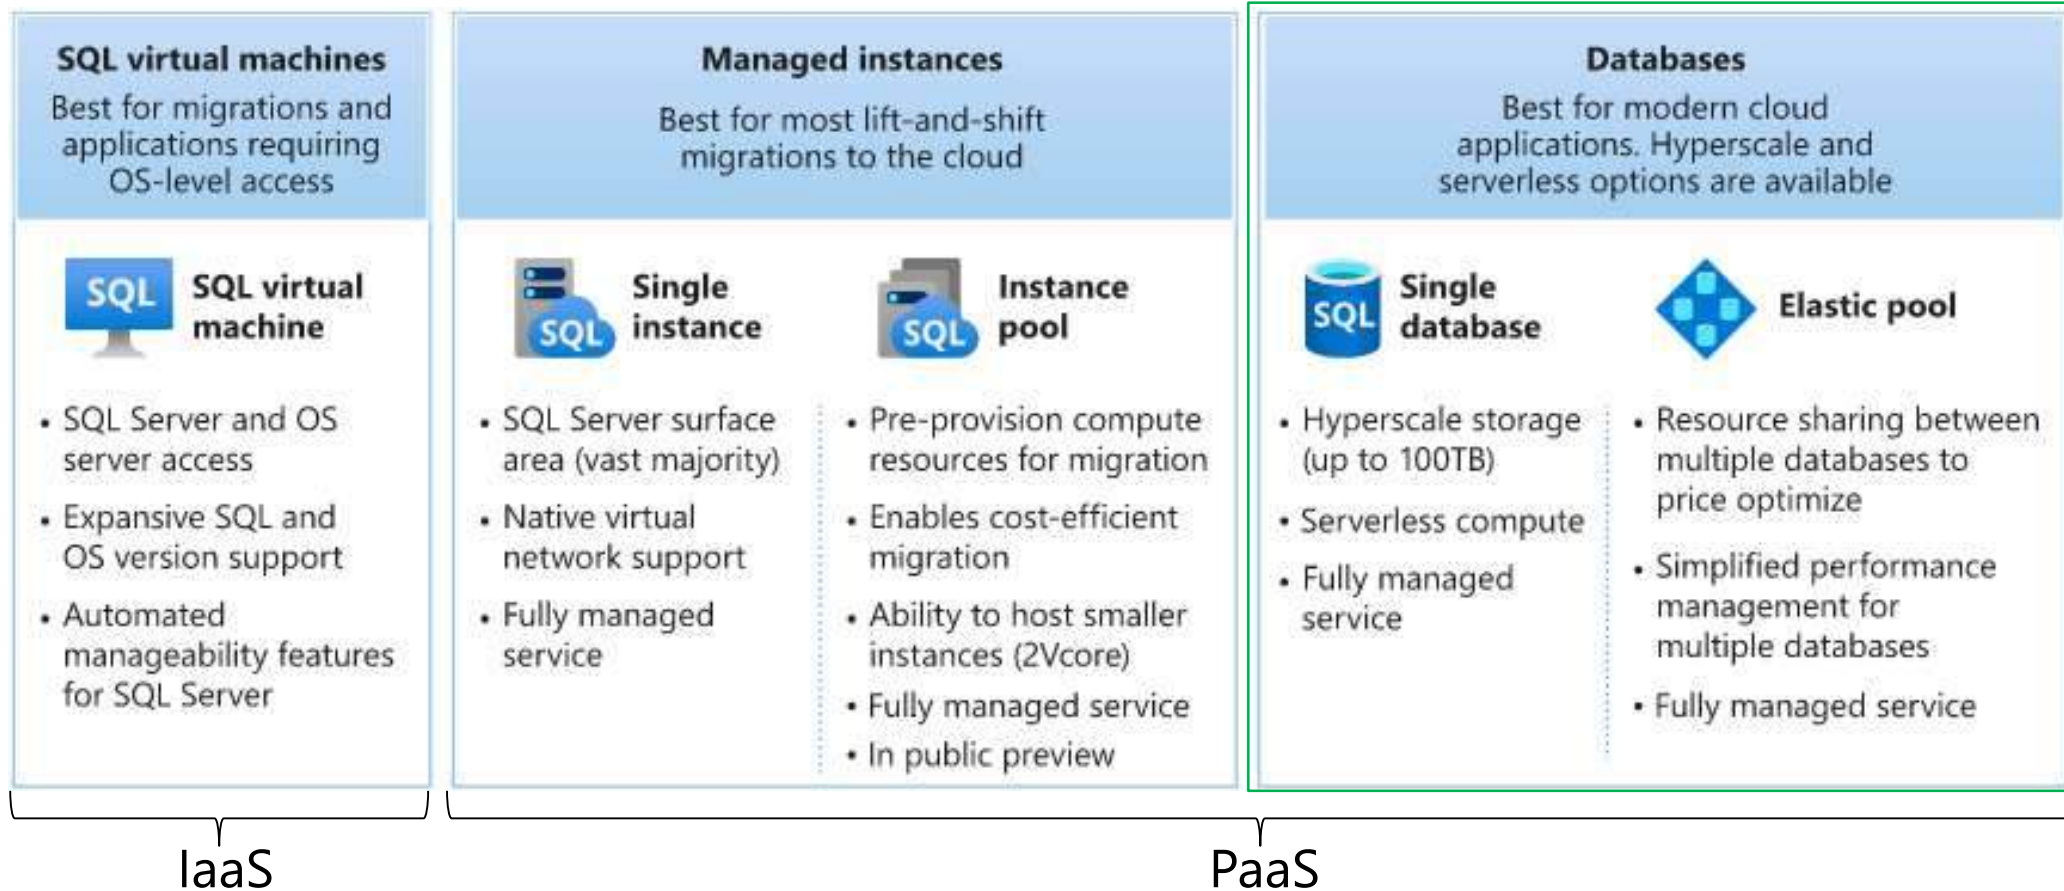 SQL virtual machines
Best for migrations and
applications requiring
OS-level access
SQL
SQL virtual
machine
• SQL Server and OS
server access
• Expansive SQL and
OS version support
• Automated
manageability features
for SQL Server
Managed instances
Best for most lift-and-shift
migrations to the cloud
SQL
Single
instance
• SQL Server surface
area (vast majority)
• Native virtual
network support
• Fully managed
service
SQL
Instance
pool
• Pre-provision compute
resources for migration
• Enables cost-efficient
migration
• Ability to host smaller
instances (2Vcore)
• Fully managed service
• In public preview
Databases
Best for modern cloud
applications. Hyperscale and
serverless options are available
SQL
Single
database
• Hyperscale storage
(up to 100TB)
• Serverless compute
• Fully managed
service
Elastic pool
• Resource sharing between
multiple databases to
price optimize
• Simplified performance
management for
multiple databases
• Fully managed service
IaaS
PaaS